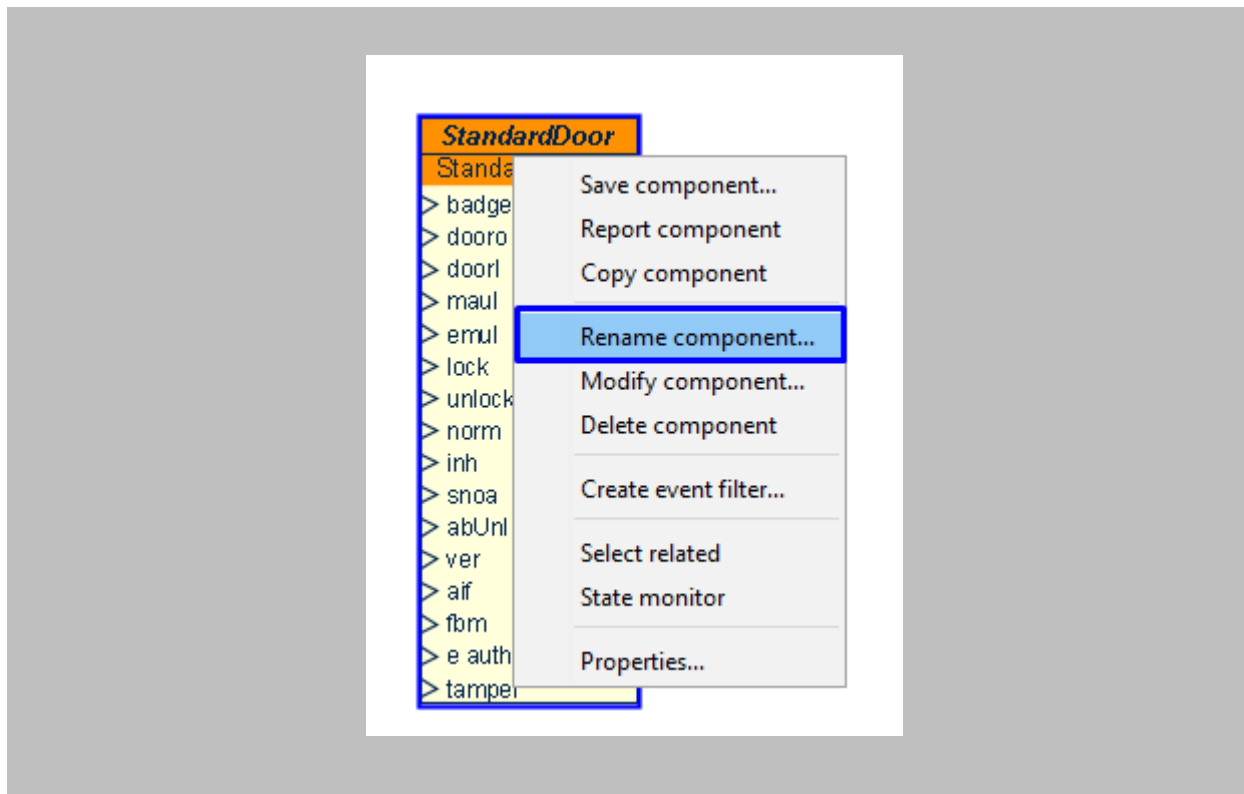 StandardDoor
Standa
badge
dooro
doorl
maul
emul
lock
unlock
norm
inh
snoa
abUnl
ver
aif
fbm
e auth
tamper
Save component...
Report component
Copy component
Rename component...
Modify component...
Delete component
Create event filter...
Select related
State monitor
Properties...